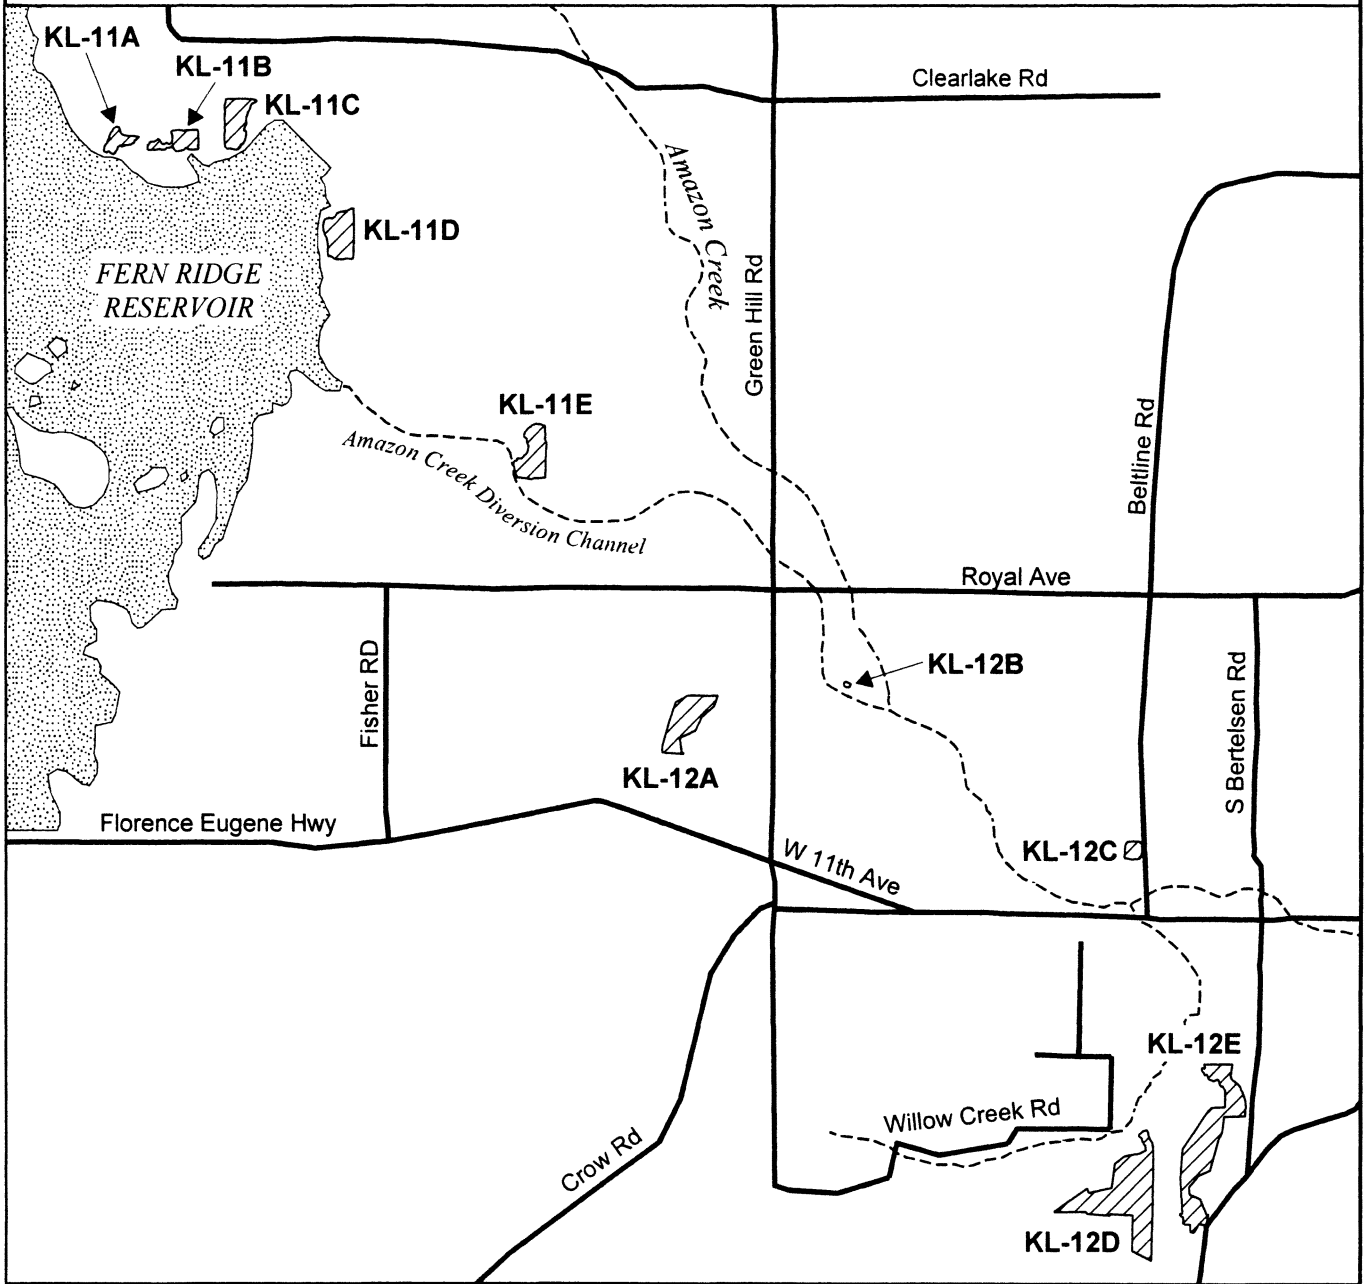 KL-11A
KL-11B
KL-11C
Clearlake Rd
Amazon Creek
KL-11D
FERN RIDGE
RESERVOIR
Green Hill Rd
KL-11E
Beltline Rd
Amazon Creek Diversion Channel
Royal Ave
Fisher RD
KL-12B
S Bertelsen Rd
KL-12A
Florence Eugene Hwy
W 11th Ave
KL-12C
KL-12E
Willow Creek Rd
Crow Rd
KL-12D